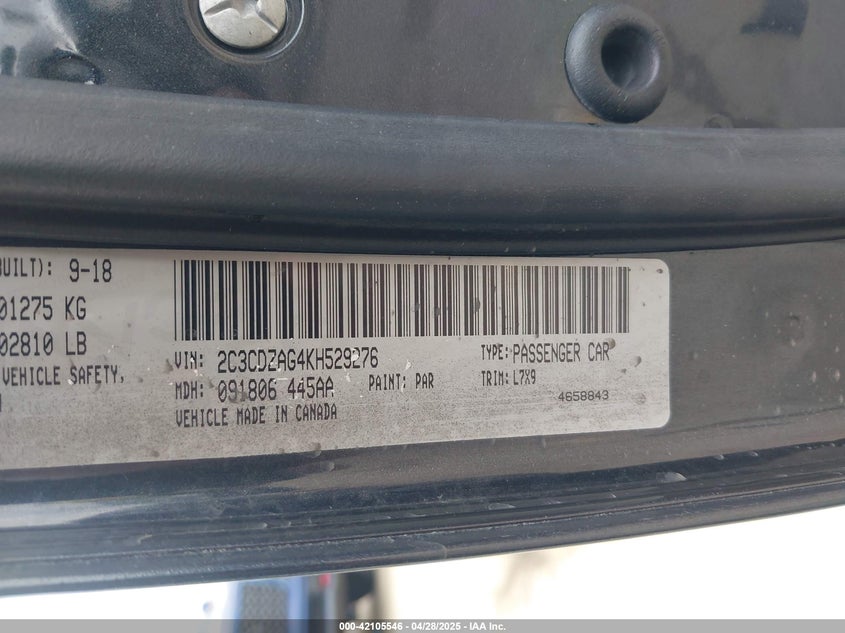 BUILT): 9-18
01275 KG
02810 LB
VEHICLE SAFETY,
VIN: 2C3CDZAG4KH529276
TYPE: PASSENGER CAR
MDH: 091806 445AA
PAINT: PAR
TRIM: L7X9
VEHICLE MADE IN CANADA
4658843
000-42105546 - 04/28/2025 - IAA Inc.